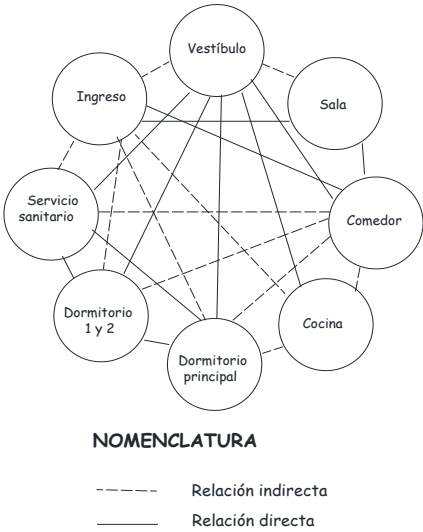 Vestíbulo
Ingreso
Sala
Servicio
sanitario
Comedor
Dormitorio
1 y 2
Cocina
Dormitorio
principal
NOMENCLATURA
Relación indirecta
Relación directa